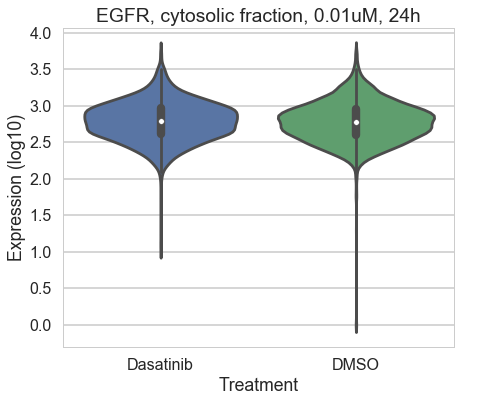 EGFR, cytosolic fraction, 0.01uM, 24h
Expression (log10)
4.0
3.5
3.0
2.5
2.0
1.5
1.0
0.5
0.0
Dasatinib DMSO
Treatment